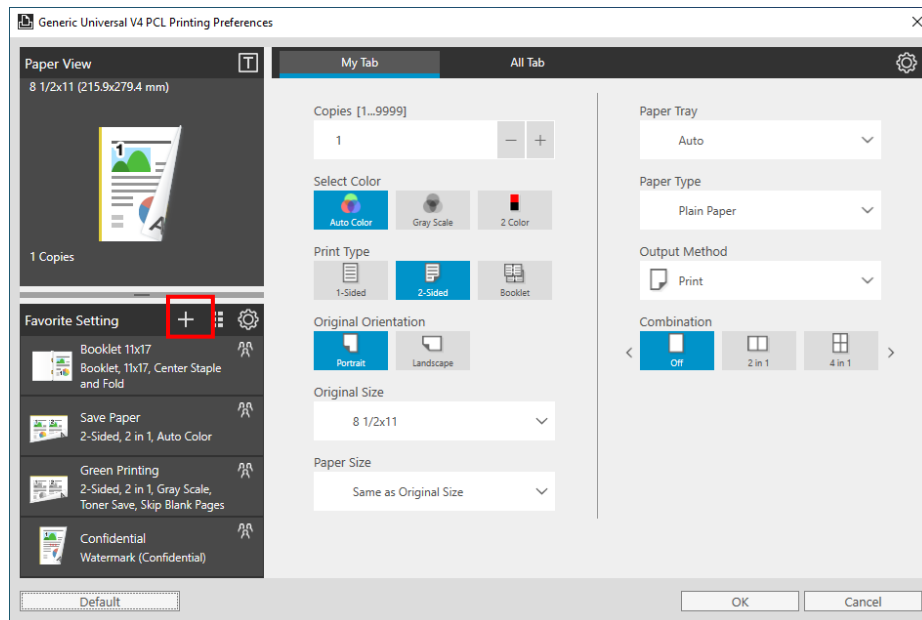 Generic Universal V4 PCL Printing Preferences
Paper View
T
8 1/2x11 (215.9x279.4 mm)
1
A
1 Copies
Favorite Setting
Booklet 11x17
Booklet, 11x17, Center Staple
and Fold
Save Paper
2-Sided, 2 in 1, Auto Color
Green Printing
2-Sided, 2 in 1, Gray Scale,
Toner Save, Skip Blank Pages
Confidential
Watermark (Confidential)
My Tab
All Tab
Copies [1...9999]
1
Select Color
Auto Color
Gray Scale
2 Color
Print Type
1-Sided
2-Sided
Booklet
Original Orientation
Portrait
Landscape
Original Size
8 1/2x11
Paper Size
Same as Original Size
Paper Tray
Auto
Paper Type
Plain Paper
Output Method
Print
Combination
Off
2 in 1
4 in 1
Default
OK
Cancel